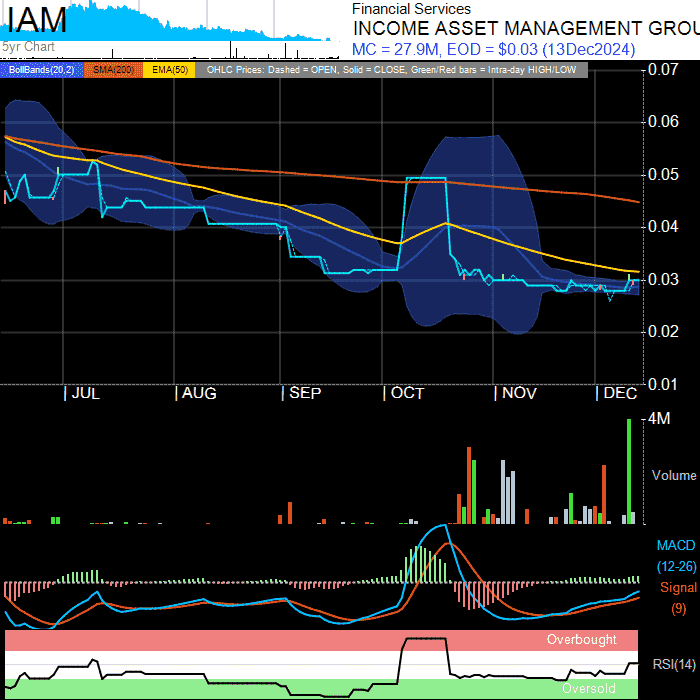 IAM
5yr Chart
Financial Services
INCOME ASSET MANAGEMENT GROU
MC = 27.9M, EOD = $0.03 (13Dec2024)
BollBands(20,2) SMA(200) EMA(50) OHLC Prices: Dashed = OPEN, Solid = CLOSE, Green/Red bars = Intra-day HIGH/LOW
0.07
0.06
0.05
0.04
0.03
0.02
0.01
| JUL | AUG | SEP | OCT | NOV | DEC
4M
Volume
MACD
(12-26)
Signal
(9)
Overbought
RSI(14)
Oversold